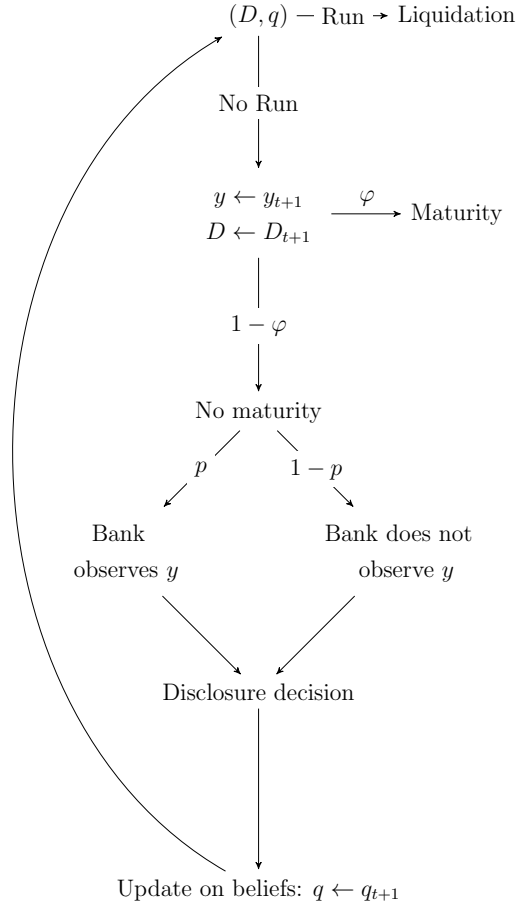 (D, q) – Run → Liquidation
No Run
y ← y_{t+1}
D ← D_{t+1}
φ
Maturity
1 − φ
No maturity
p
1 − p
Bank
observes y
Bank does not
observe y
Disclosure decision
Update on beliefs: q ← q_{t+1}